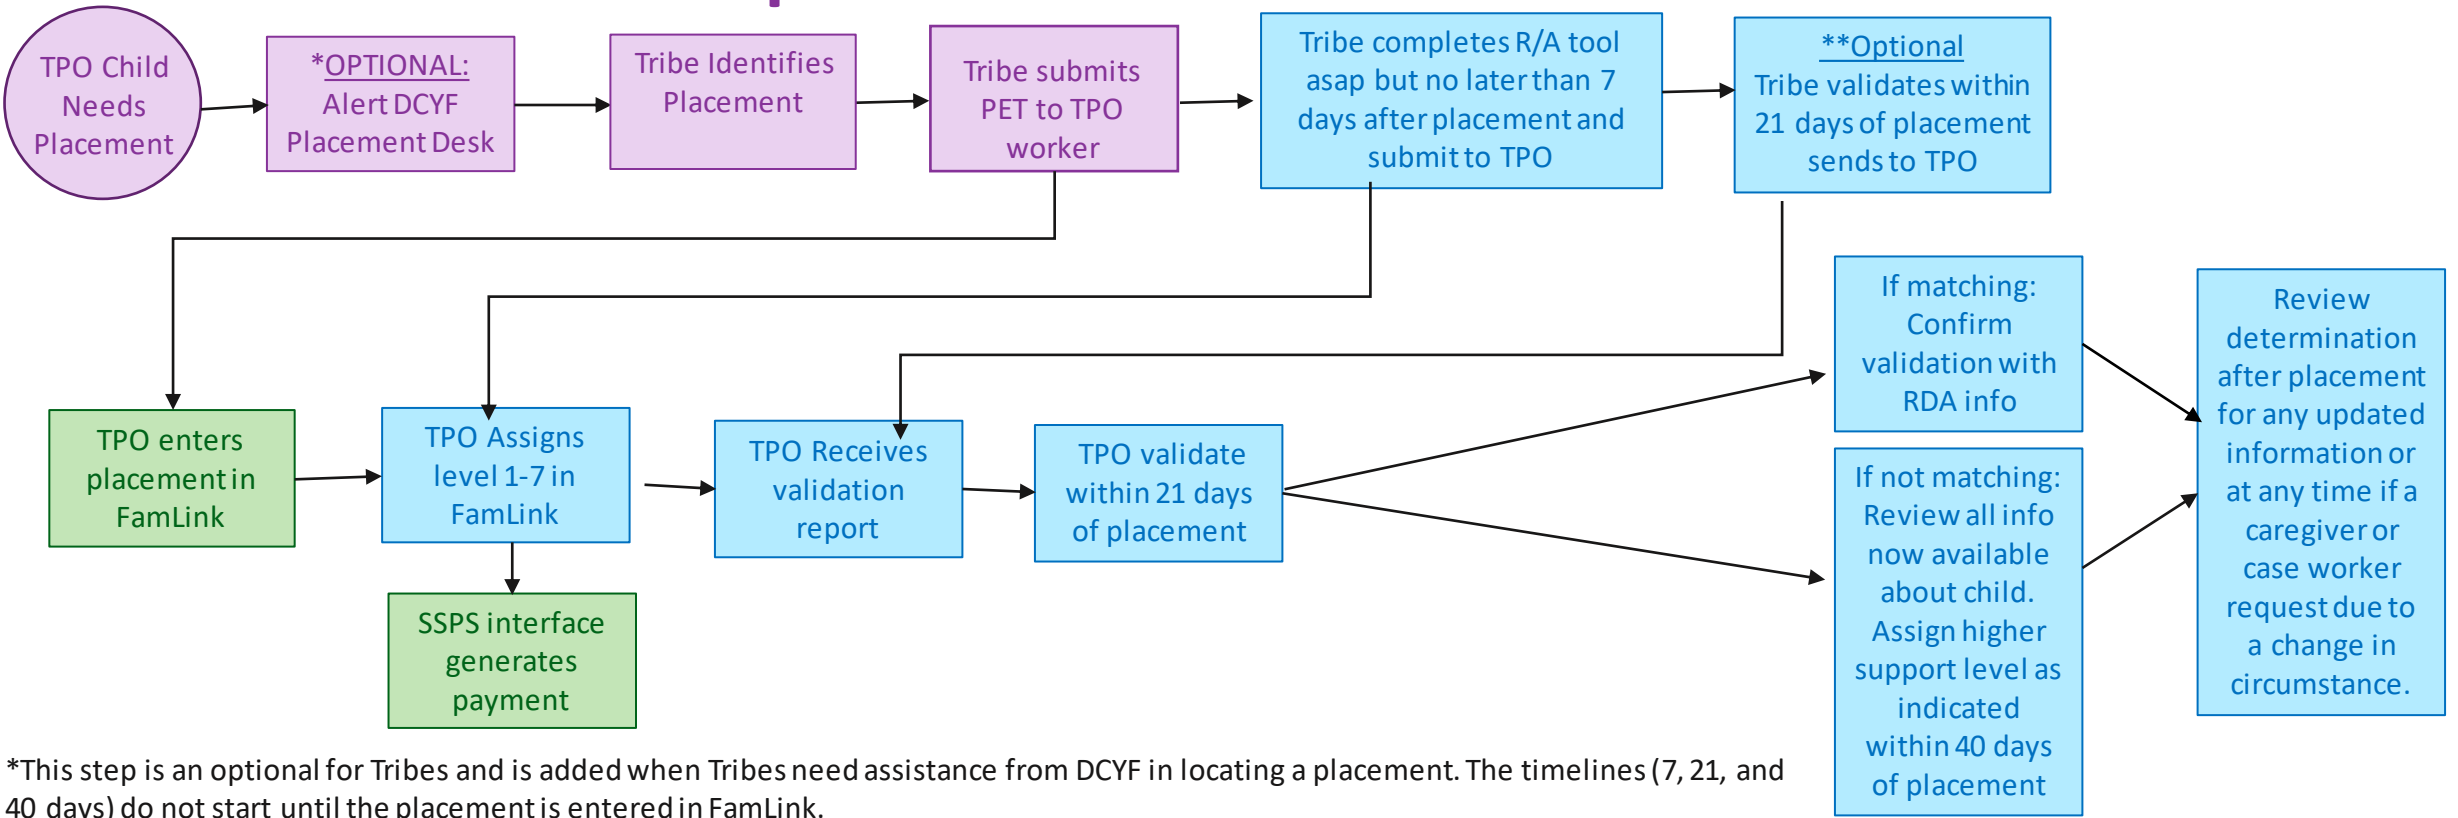 TPO Child
Needs
Placement
*OPTIONAL:
Alert DCYF
Placement Desk
Tribe Identifies
Placement
Tribe submits
PET to TPO
worker
Tribe completes R/A tool
asap but no later than 7
days after placement and
submit to TPO
**Optional
Tribe validates within
21 days of placement
sends to TPO
TPO enters
placement in
FamLink
TPO Assigns
level 1-7 in
FamLink
SSPS interface
generates
payment
TPO Receives
validation
report
TPO validate
within 21 days
of placement
If matching:
Confirm
validation with
RDA info
If not matching:
Review all info
now available
about child.
Assign higher
support level as
indicated
within 40 days
of placement
Review
determination
after placement
for any updated
information or
at any time if a
caregiver or
case worker
request due to
a change in
circumstance.
*This step is an optional for Tribes and is added when Tribes need assistance from DCYF in locating a placement. The timelines (7, 21, and
40 days) do not start until the placement is entered in FamLink.